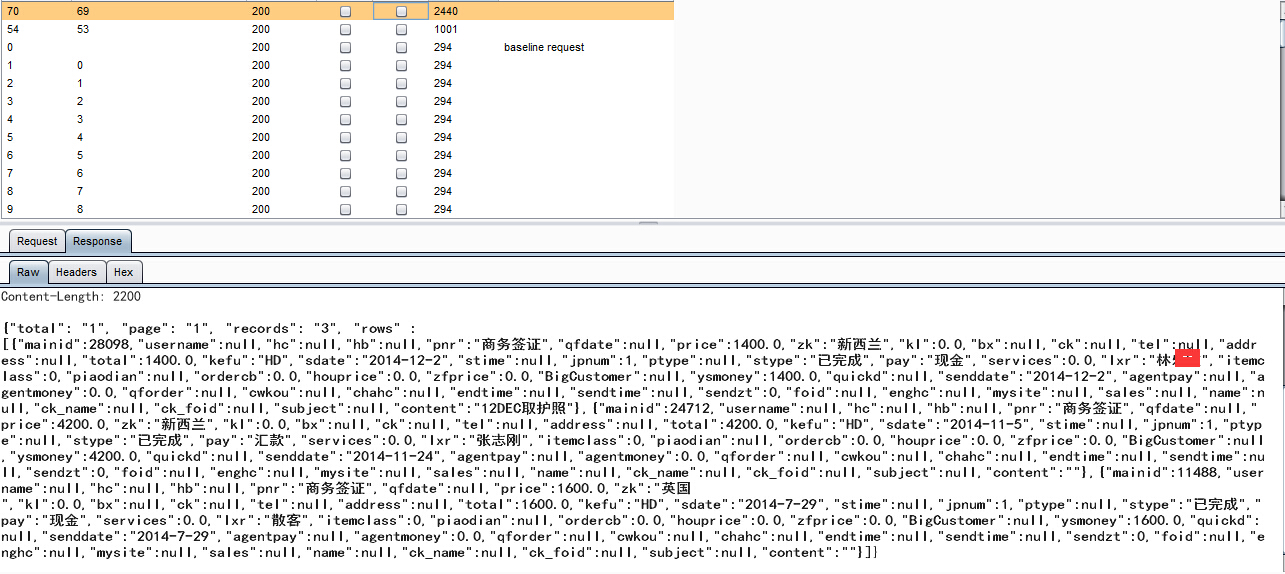 70 69 200 2440
54 53 200 1001
0 200 294 baseline request
1 0 200 294
2 1 200 294
3 2 200 294
4 3 200 294
5 4 200 294
6 5 200 294
7 6 200 294
8 7 200 294
9 8 200 294
Request Response
Raw Headers Hex
Content-Length: 2200
{"total": "1", "page": "1", "records": "3", "rows" :
[{"mainid":28098,"username":null,"hc":null,"hb":null,"pnr":"商务签证","qfdate":null,"price":1400.0,"zk":"新西兰","kl":0.0,"bx":null,"ck":null,"tel":null,"addr
ess":null,"total":1400.0,"kefu":"HD","sdate":"2014-12-2","stime":null,"jpnum":1,"ptype":null,"stype":"已完成","pay":"现金","services":0.0,"lxr":"林 ","itemc
lass":0,"piaodian":null,"ordercb":0.0,"houprice":0.0,"zfprice":0.0,"BigCustomer":null,"ysmoney":1400.0,"quickd":null,"senddate":"2014-12-2","agentpay":null,"a
gentmoney":0.0,"qforder":null,"cwkou":null,"chahc":null,"endtime":null,"sendtime":null,"sendzt":0,"foid":null,"enghc":null,"mysite":null,"sales":null,"name":n
ull,"ck_name":null,"ck_foid":null,"subject":null,"content":"12DEC取护照"},{"mainid":24712,"username":null,"hc":null,"hb":null,"pnr":"商务签证","qfdate":null,"
price":4200.0,"zk":"新西兰","kl":0.0,"bx":null,"ck":null,"tel":null,"address":null,"total":4200.0,"kefu":"HD","sdate":"2014-11-5","stime":null,"jpnum":1,"ptyp
e":null,"stype":"已完成","pay":"汇款","services":0.0,"lxr":"张志刚","itemclass":0,"piaodian":null,"ordercb":0.0,"houprice":0.0,"zfprice":0.0,"BigCustomer":null
,"ysmoney":4200.0,"quickd":null,"senddate":"2014-11-24","agentpay":null,"agentmoney":0.0,"qforder":null,"cwkou":null,"chahc":null,"endtime":null,"sendtime":nu
ll,"sendzt":0,"foid":null,"enghc":null,"mysite":null,"sales":null,"name":null,"ck_name":null,"ck_foid":null,"subject":null,"content":""},{"mainid":11488,"user
name":null,"hc":null,"hb":null,"pnr":"商务签证","qfdate":null,"price":1600.0,"zk":"英国
","kl":0.0,"bx":null,"ck":null,"tel":null,"address":null,"total":1600.0,"kefu":"HD","sdate":"2014-7-29","stime":null,"jpnum":1,"ptype":null,"stype":"已完成","
pay":"现金","services":0.0,"lxr":"散客","itemclass":0,"piaodian":null,"ordercb":0.0,"houprice":0.0,"zfprice":0.0,"BigCustomer":null,"ysmoney":1600.0,"quickd":
null,"senddate":"2014-7-29","agentpay":null,"agentmoney":0.0,"qforder":null,"cwkou":null,"chahc":null,"endtime":null,"sendtime":null,"sendzt":0,"foid":null,"e
nghc":null,"mysite":null,"sales":null,"name":null,"ck_name":null,"ck_foid":null,"subject":null,"content":""}]}